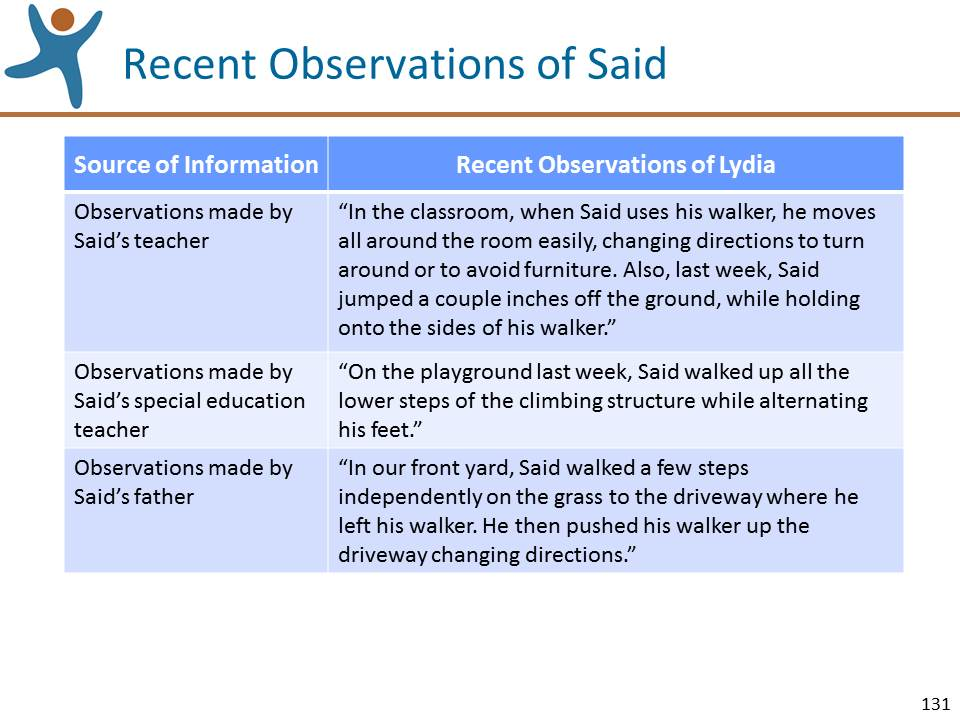 Recent Observations of Said
Source of Information
Recent Observations of Lydia
Observations made by
Said’s teacher
“In the classroom, when Said uses his walker, he moves
all around the room easily, changing directions to turn
around or to avoid furniture. Also, last week, Said
jumped a couple inches off the ground, while holding
onto the sides of his walker.”
Observations made by
Said’s special education
teacher
“On the playground last week, Said walked up all the
lower steps of the climbing structure while alternating
his feet.”
Observations made by
Said’s father
“In our front yard, Said walked a few steps
independently on the grass to the driveway where he
left his walker. He then pushed his walker up the
driveway changing directions.”
131